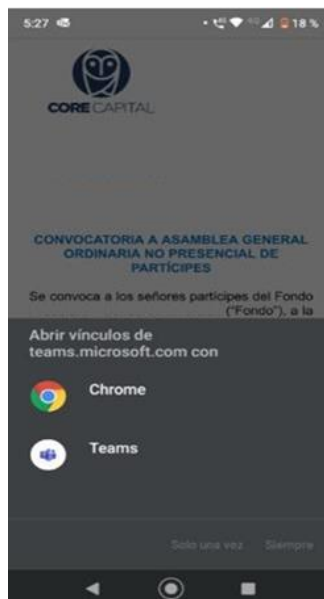 5:27
18 %
CORE CAPITAL
CONVOCATORIA A ASAMBLEA GENERAL
ORDINARIA NO PRESENCIAL DE
PARTÍCIPES
Se convoca a los señores partícipes del Fondo
("Fondo"), a la
Abrir vínculos de
teams.microsoft.com con
Chrome
Teams
Solo una vez Siempre